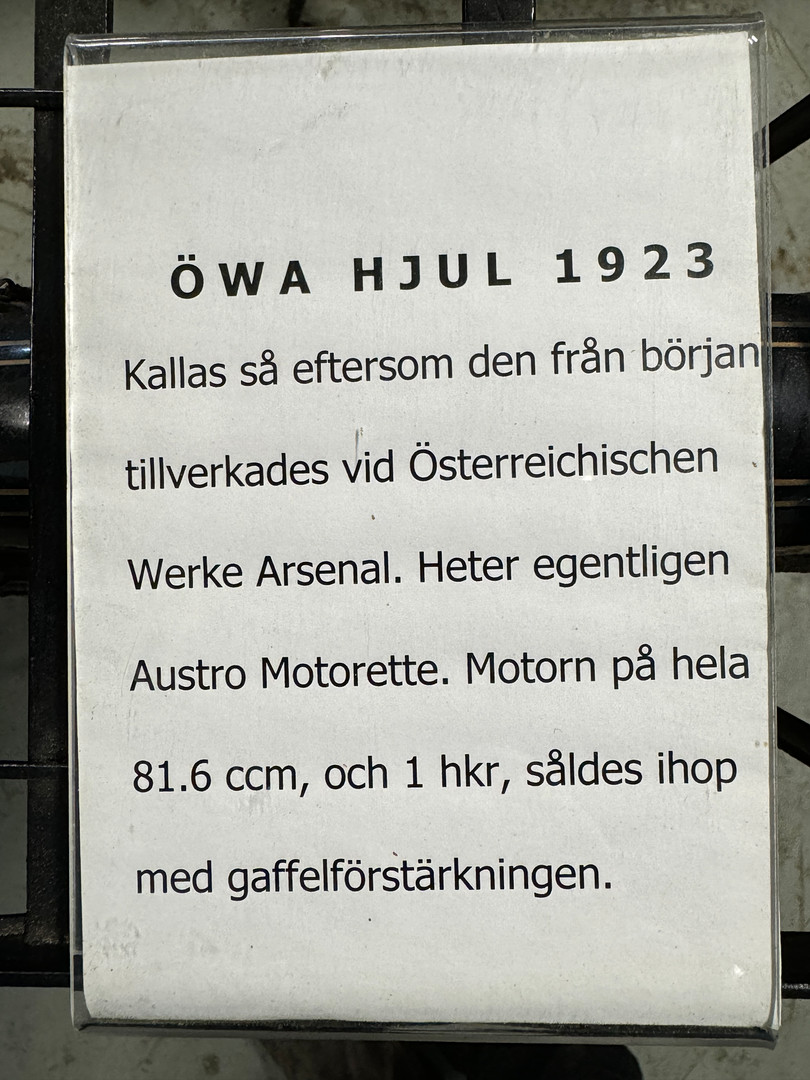 ÖWA HJUL 1923
Kallas så eftersom den från början
tillverkades vid Österreichischen
Werke Arsenal. Heter egentligen
Austro Motorette. Motorn på hela
81.6 ccm, och 1 hkr, såldes ihop
med gaffelförstärkningen.